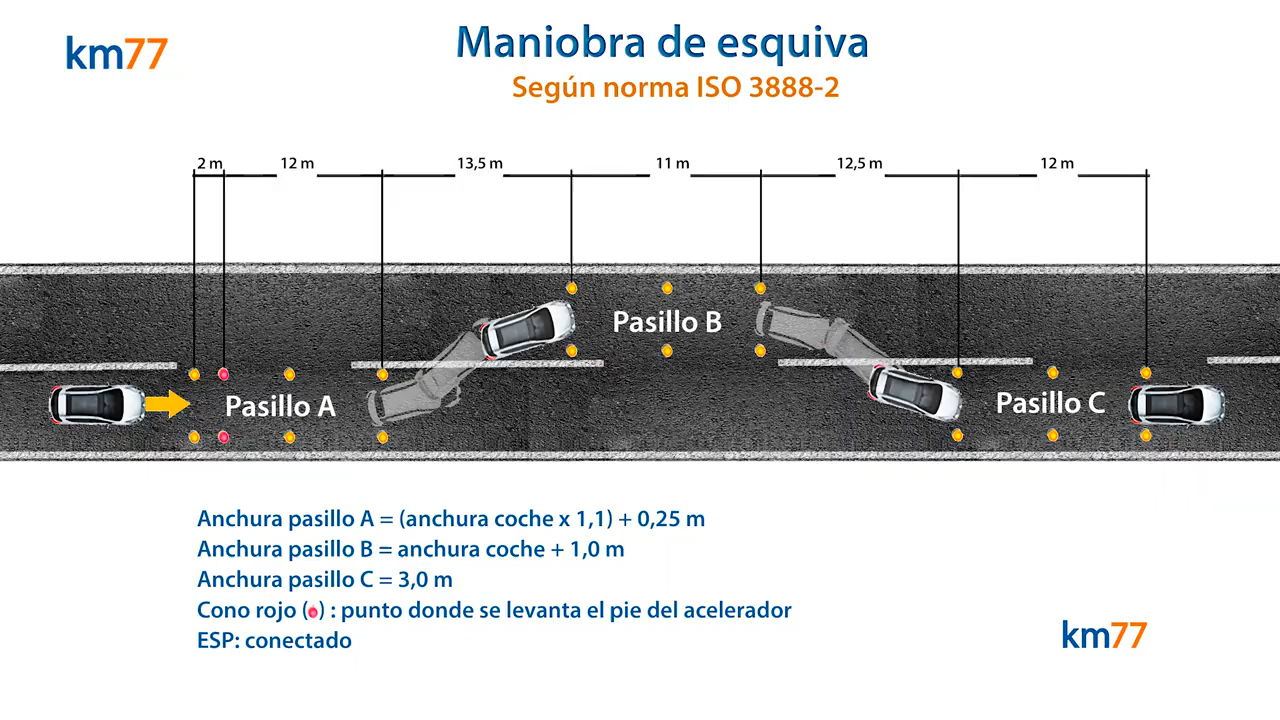 km77
Maniobra de esquiva
Según norma ISO 3888-2
2 m 12 m 13,5 m 11 m 12,5 m 12 m
Pasillo B
Pasillo A
Pasillo C
Anchura pasillo A = (anchura coche x 1,1) + 0,25 m
Anchura pasillo B = anchura coche + 1,0 m
Anchura pasillo C = 3,0 m
Cono rojo ( ) : punto donde se levanta el pie del acelerador
ESP: conectado
km77